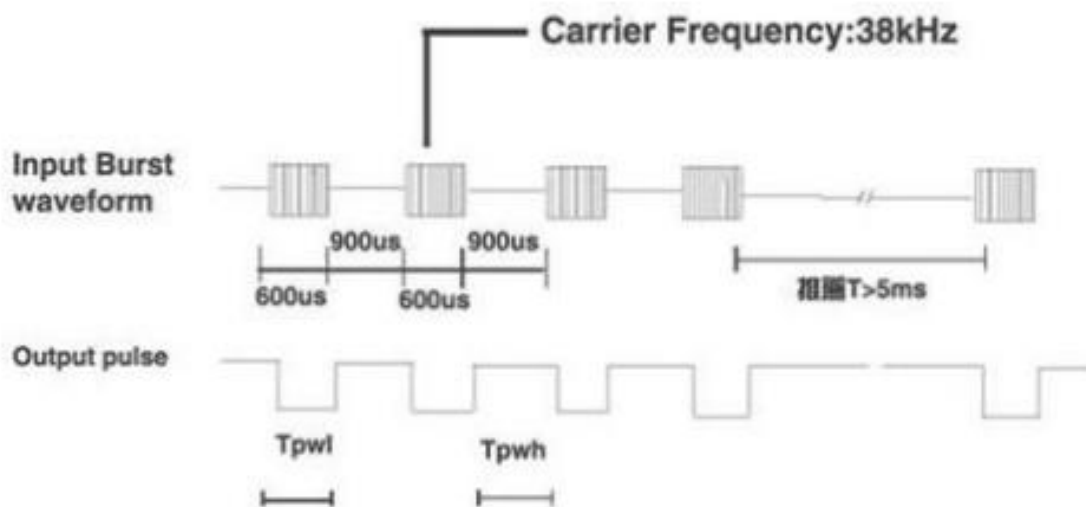 Carrier Frequency:38kHz
Input Burst
waveform
900us
900us
600us
600us
T>5ms
Output pulse
Tpwl
Tpwh